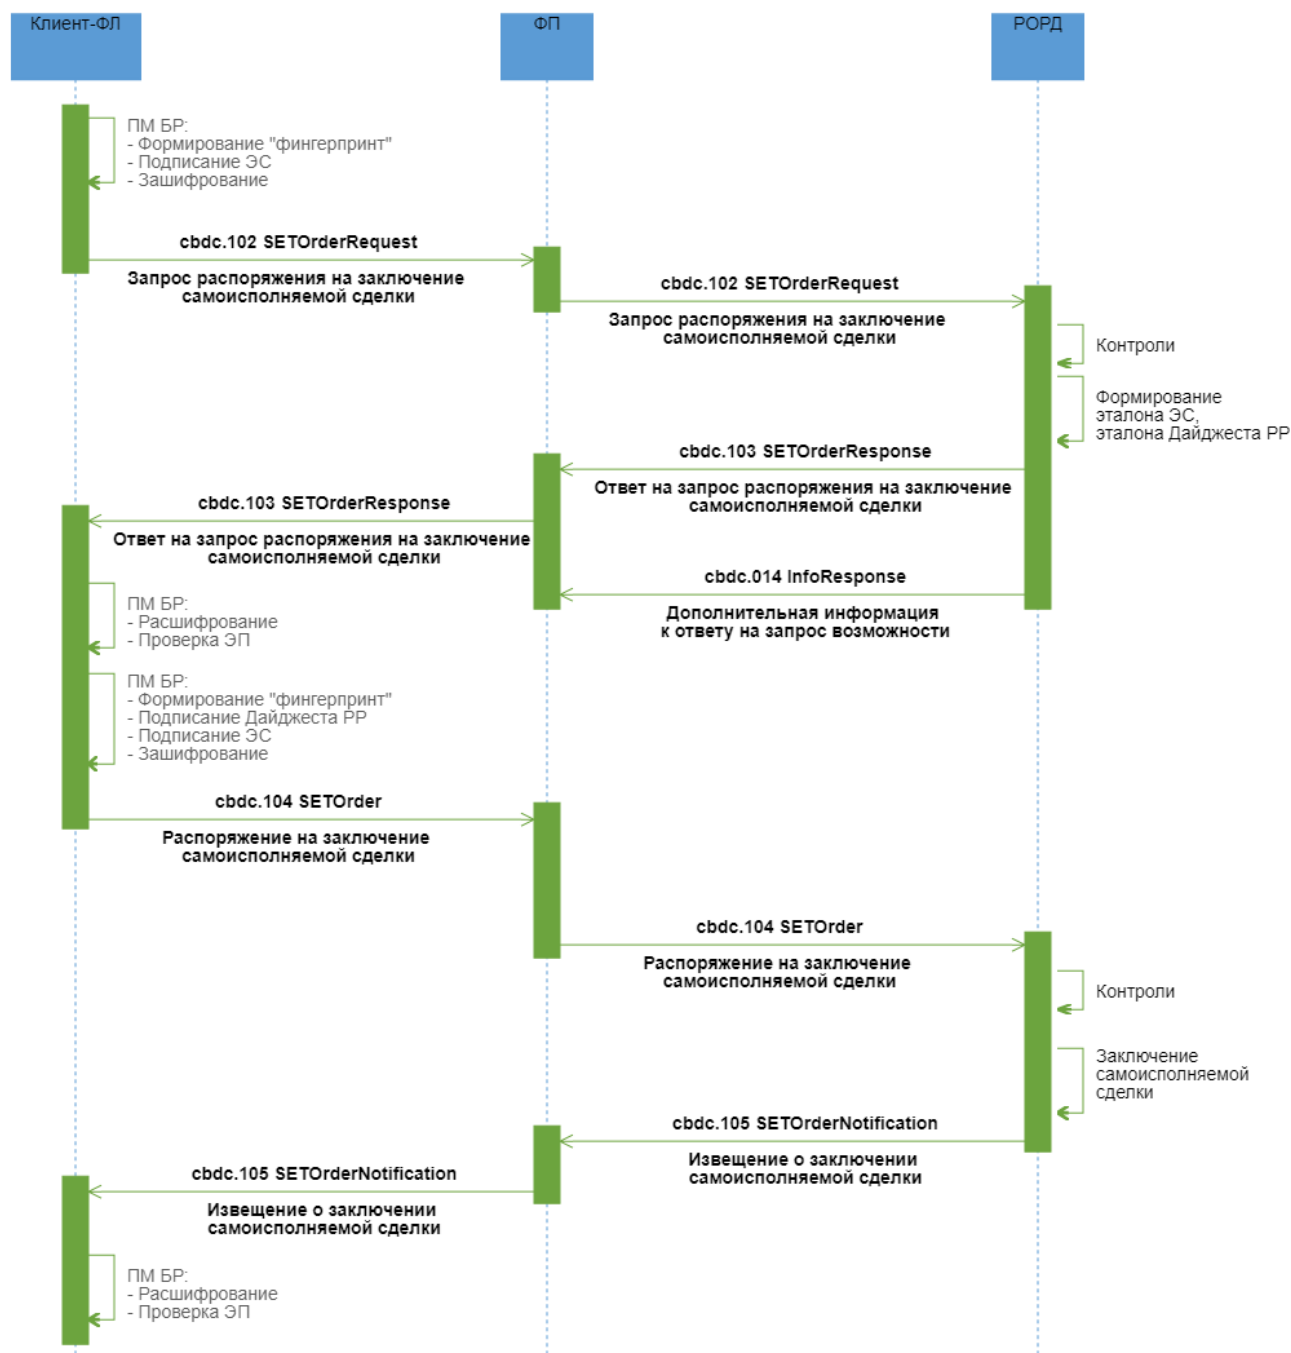 Клиент-ФЛ
ФП
РОРД
ПМ БР:
- Формирование "фингерпринт"
- Подписание ЭС
- Зашифрование
cbdc.102 SETOrderRequest
Запрос распоряжения на заключение
самоисполняемой сделки
cbdc.102 SETOrderRequest
Запрос распоряжения на заключение
самоисполняемой сделки
Контроли
Формирование
эталона ЭС,
эталона Дайджеста РР
cbdc.103 SETOrderResponse
Ответ на запрос распоряжения на заключение
самоисполняемой сделки
cbdc.103 SETOrderResponse
Ответ на запрос распоряжения на заключение
самоисполняемой сделки
cbdc.014 InfoResponse
Дополнительная информация
к ответу на запрос возможности
ПМ БР:
- Расшифрование
- Проверка ЭП
ПМ БР:
- Формирование "фингерпринт"
- Подписание Дайджеста РР
- Подписание ЭС
- Зашифрование
cbdc.104 SETOrder
Распоряжение на заключение
самоисполняемой сделки
cbdc.104 SETOrder
Распоряжение на заключение
самоисполняемой сделки
Контроли
Заключение
самоисполняемой
сделки
cbdc.105 SETOrderNotification
Извещение о заключении
самоисполняемой сделки
cbdc.105 SETOrderNotification
Извещение о заключении
самоисполняемой сделки
ПМ БР:
- Расшифрование
- Проверка ЭП